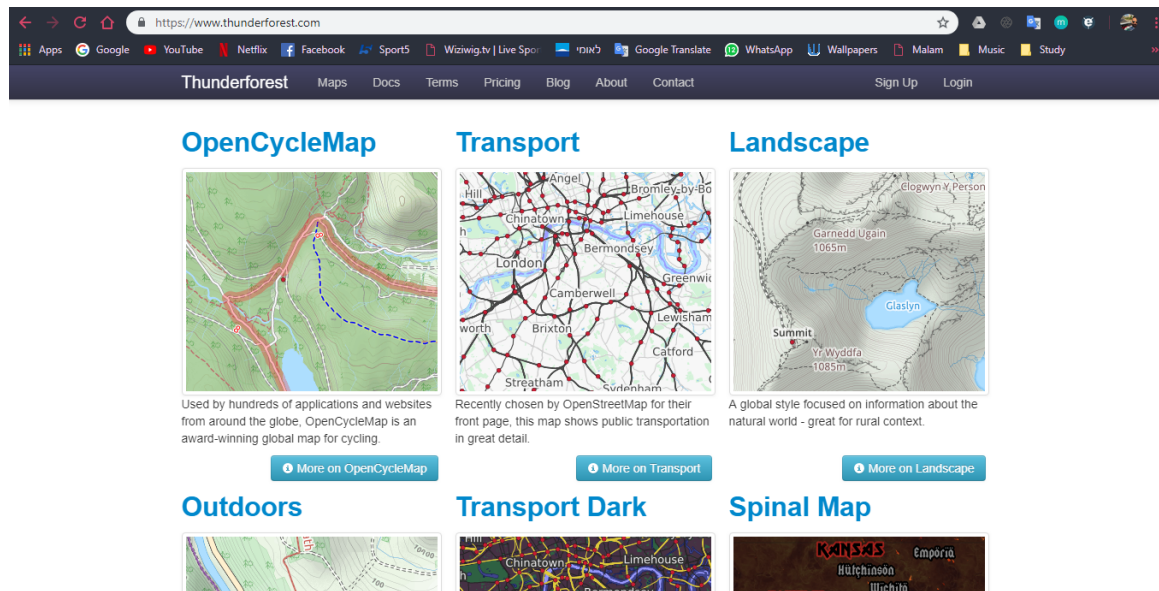 https://www.thunderforest.com
Apps Google YouTube Netflix Facebook Sport5 Wiziwig.tv | Live Spor לאומי Google Translate WhatsApp Wallpapers Malam Music Study »
Thunderforest Maps Docs Terms Pricing Blog About Contact Sign Up Login
OpenCycleMap Transport Landscape
8
8
Hill Angel Bromley-by-Bo
Chinatown Limehouse
h Bermondsey
London Greenwic
Camberwell
worth Brixton Lewisham
Catford
Streatham Sydenham
Clogwyn Y Person
Garnedd Ugain
1065m
Glaslyn
Summit
Yr Wyddfa
1085m
Used by hundreds of applications and websites
from around the globe, OpenCycleMap is an
award-winning global map for cycling.
More on OpenCycleMap
Recently chosen by OpenStreetMap for their
front page, this map shows public transportation
in great detail.
More on Transport
A global style focused on information about the
natural world - great for rural context.
More on Landscape
Outdoors Transport Dark Spinal Map
100
Hill
Chinatown Limehouse
h Bermondsey
KANSAS Emporia
Hutchinson
Wichita